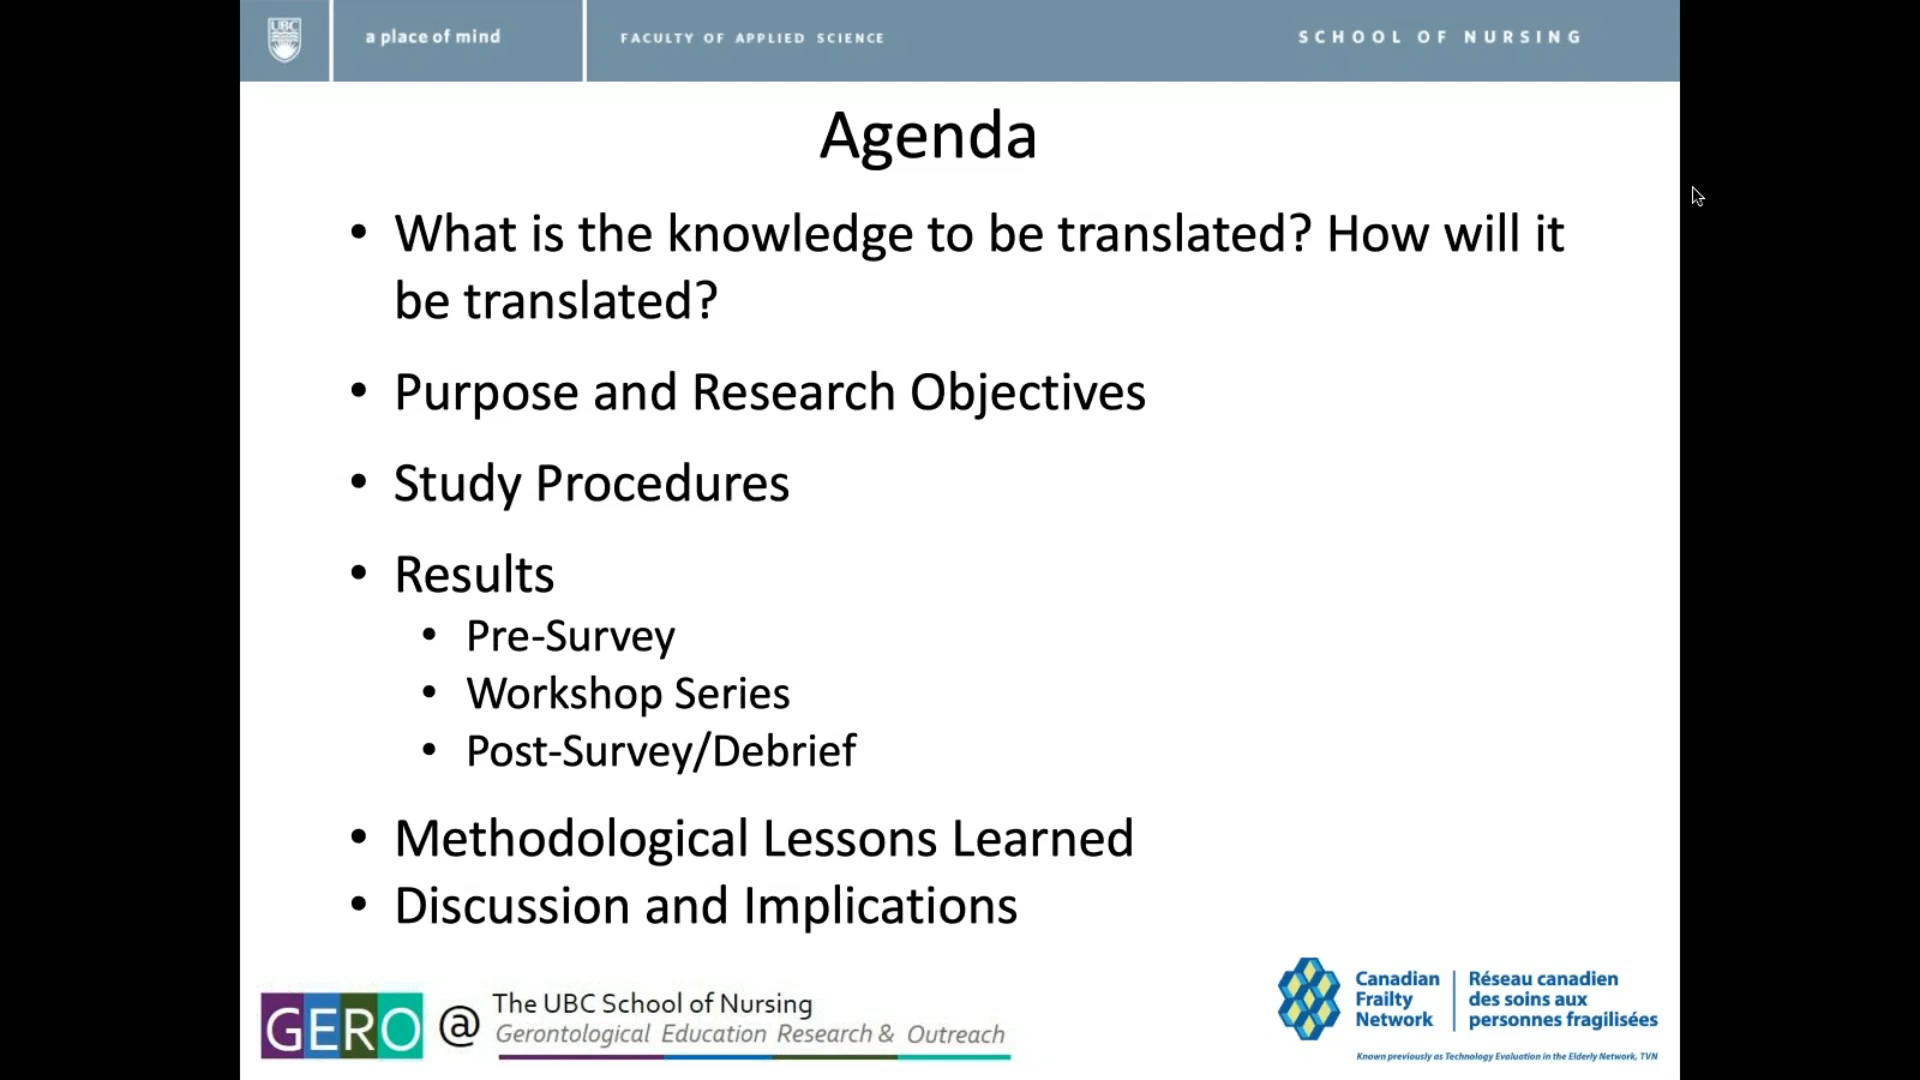 UBC
a place of mind
FACULTY OF APPLIED SCIENCE
SCHOOL OF NURSING
Agenda
• What is the knowledge to be translated? How will it
be translated?
• Purpose and Research Objectives
• Study Procedures
• Results
• Pre-Survey
• Workshop Series
• Post-Survey/Debrief
• Methodological Lessons Learned
• Discussion and Implications
GERO @
The UBC School of Nursing
Gerontological Education Research & Outreach
Canadian
Frailty
Network
Réseau canadien
des soins aux
personnes fragilisées
Known previously as Technology Evaluation in the Elderly Network, TVN